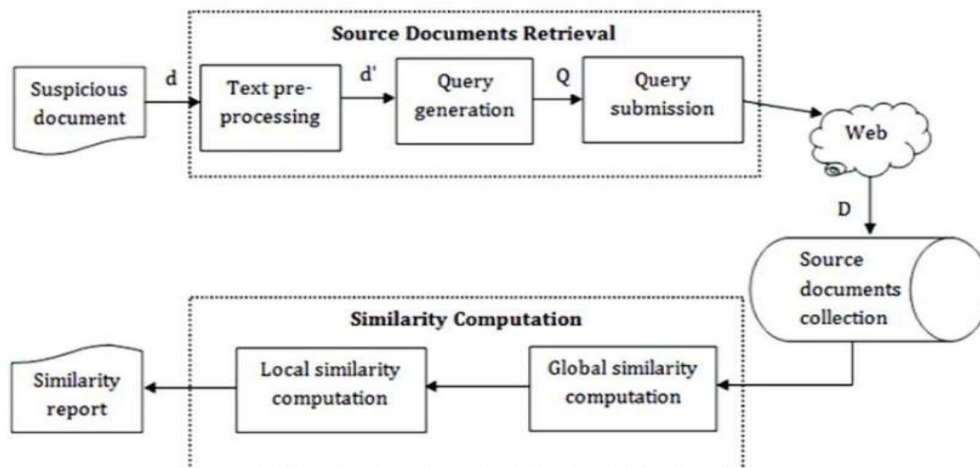 Source Documents Retrieval
Suspicious
document
d
Text pre-
processing
d'
Query
generation
Q
Query
submission
Web
D
Source
documents
collection
Similarity Computation
Global similarity
computation
Local similarity
computation
Similarity
report